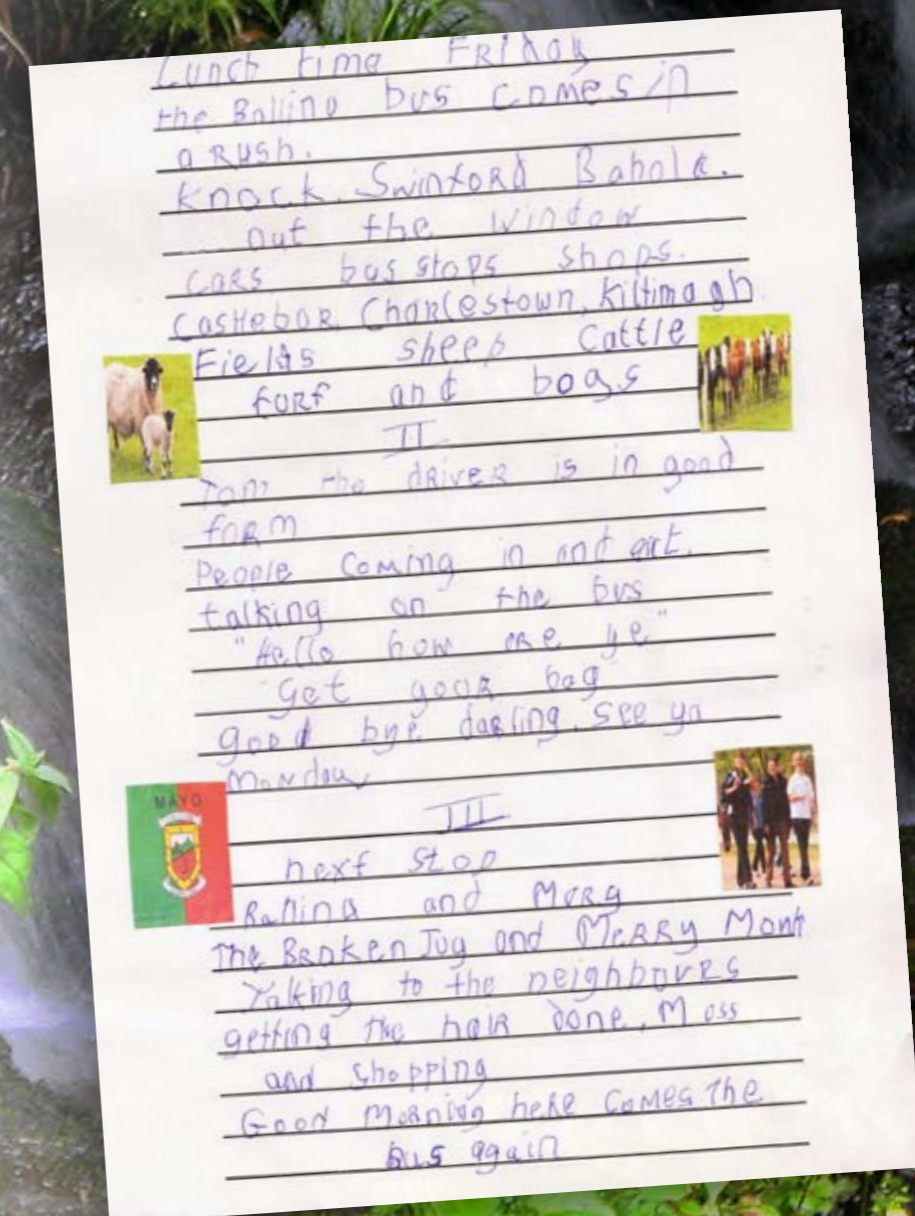 Lunch time FRiday
the Ballina bus comes in
a Rush.
Knock. Swinford. Bohola.
out the window
cars bus stops shops.
Castlebar. Charlestown, Kiltimagh
Fields sheep Cattle
turf and bogs
II
Tom the driver is in good
form
People Coming in and out.
talking on the bus
"Hello how are ye"
Get your bag
good bye darling. See ya
Monday
MAYO
III
next stop
Ballina and Mary
The Broken Jug and MERRY Monk
Talking to the neighbours
getting the hair done, Mass
and shopping
Good Morning here Comes The
bus again